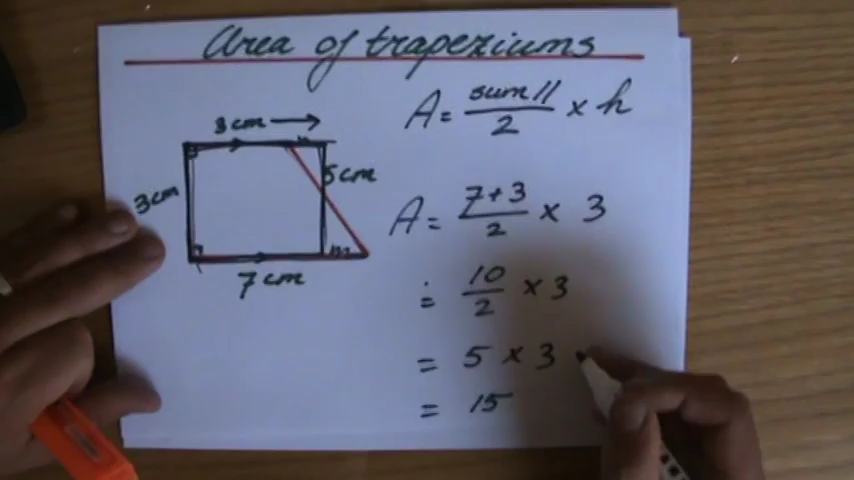 Area of trapeziums
A = sum // / 2 × h
3cm →
5cm
3cm
7cm
m
A = 7+3 / 2 × 3
= 10 / 2 × 3
= 5 × 3
= 15